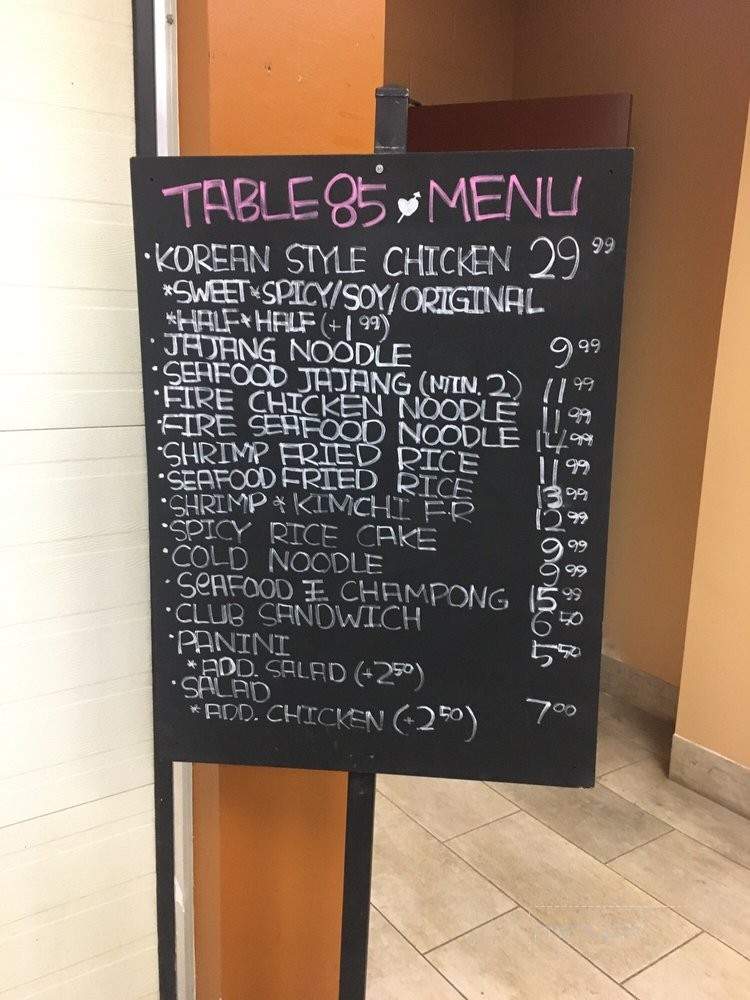 TABLE 85 MENU
·KOREAN STYLE CHICKEN 29 99
*SWEET&SPICY/SOY/ORIGINAL
*HALF*HALF (+1 99)
·JAJANG NOODLE 9 99
·SEAFOOD JAJANG (MIN. 2) 11 99
·FIRE CHICKEN NOODLE 11 99
·FIRE SEAFOOD NOODLE 14 99
·SHRIMP FRIED RICE 11 99
·SEAFOOD FRIED RICE 13 99
·SHRIMP & KIMCHI FR 12 99
·SPICY RICE CAKE 9 99
·COLD NOODLE 9 99
·SEAFOOD CHAMPONG 15 99
·CLUB SANDWICH 6 50
·PANINI 5 50
*ADD. SALAD (+2 50)
·SALAD 7 00
*ADD. CHICKEN (+2 50)